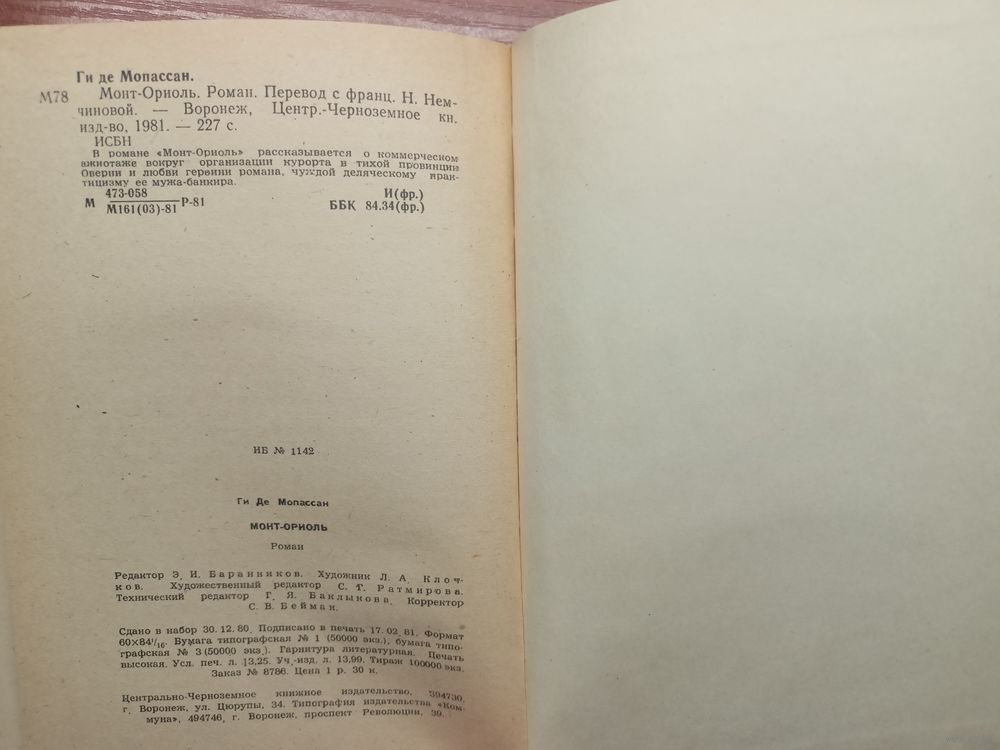 Ги де Мопассан.
М78 Монт-Ориоль. Роман. Перевод с франц. Н. Нем-
чиновой. — Воронеж, Центр.-Черноземное кн.
изд-во, 1981. — 227 с.
ИСБН
В романе «Монт-Ориоль» рассказывается о коммерческом
ажиотаже вокруг организации курорта в тихой провинции
Оверни и любви героини романа, чуждой деляческому прак-
тицизму ее мужа-банкира.
М 473-058 Р-81 И(фр.)
М161(03)-81 ББК 84.34(фр.)
ИБ № 1142
Ги Де Мопассан
МОНТ-ОРИОЛЬ
Роман
Редактор Э. И. Баранников. Художник Л. А. Клоч-
ков. Художественный редактор С. Г. Ратмирова.
Технический редактор Г. Я. Баклыкова. Корректор
С. В. Бейман.
Сдано в набор 30.12.80. Подписано в печать 17.02.81. Формат
60×84¹/₁₆. Бумага типографская № 1 (50000 экз.), бумага типо-
графская № 3 (50000 экз.). Гарнитура литературная. Печать
высокая. Усл. печ. л. 13,25. Уч.-изд. л. 13,99. Тираж 100000 экз.
Заказ № 8786. Цена 1 р. 30 к.
Центрально-Черноземное книжное издательство, 394730,
г. Воронеж, ул. Цюрупы, 34. Типография издательства «Ком-
муна», 494746, г. Воронеж, проспект Революции, 39.